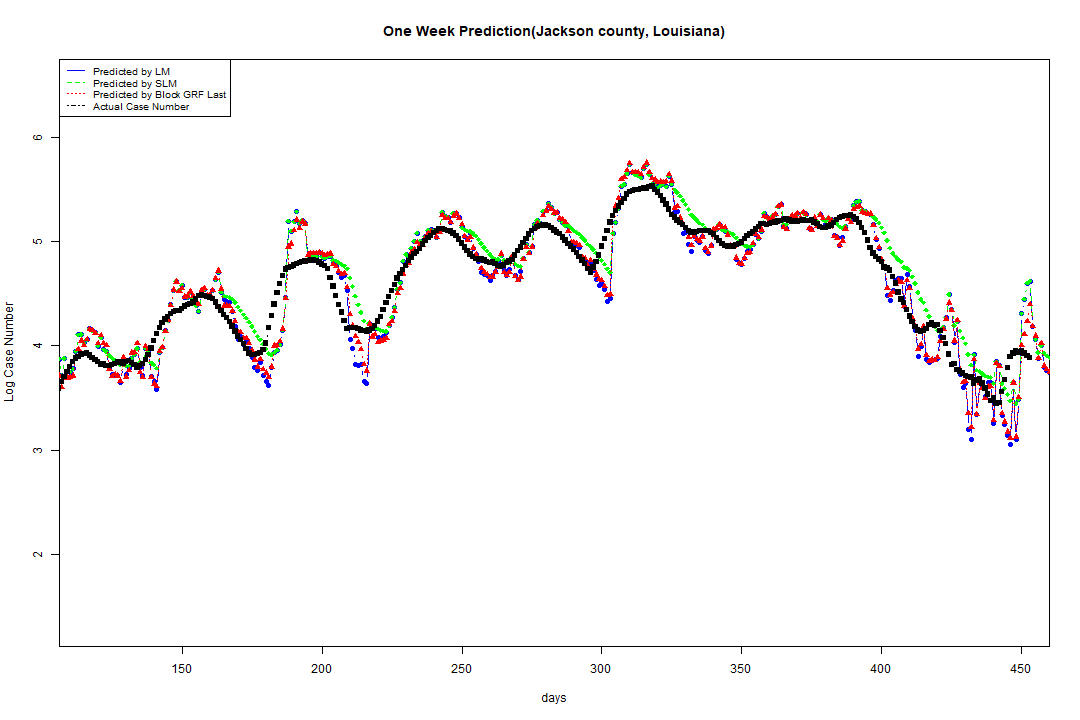 One Week Prediction(Jackson county, Louisiana)
Predicted by LM
Predicted by SLM
Predicted by Block GRF Last
Actual Case Number
6
5
4
3
2
Log Case Number
150 200 250 300 350 400 450
days